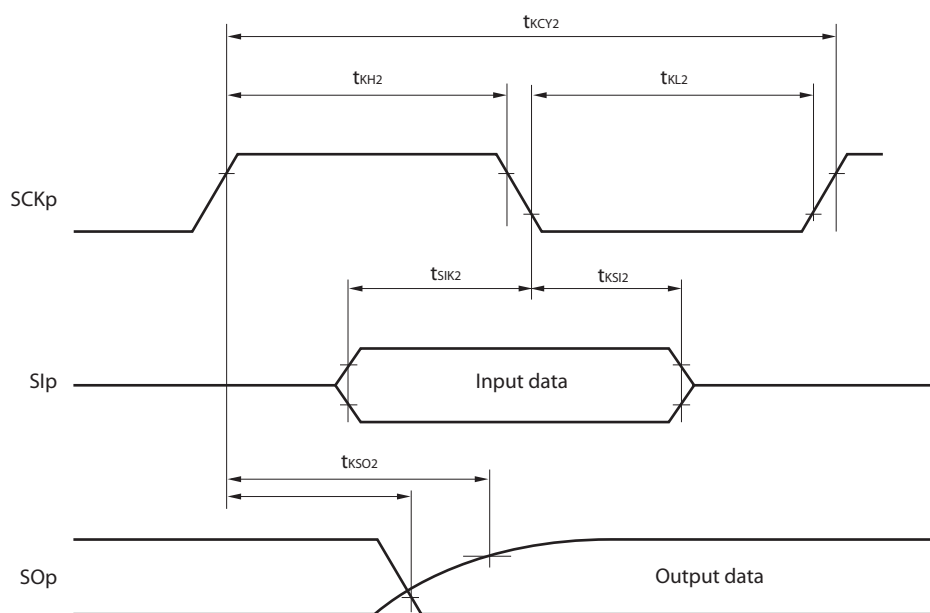 tKCY2
tKH2
tKL2
SCKp
tSIK2
tKSI2
SIp
Input data
tKSO2
SOp
Output data